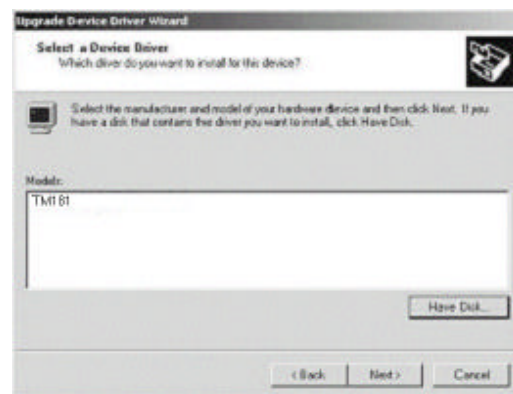 Upgrade Device Driver Wizard
Select a Device Driver
Which driver do you want to install for this device?
Select the manufacturer and model of your hardware device and then click Next. If you
have a disk that contains the driver you want to install, click Have Disk.
Models:
TM181
Have Disk...
< Back
Next >
Cancel